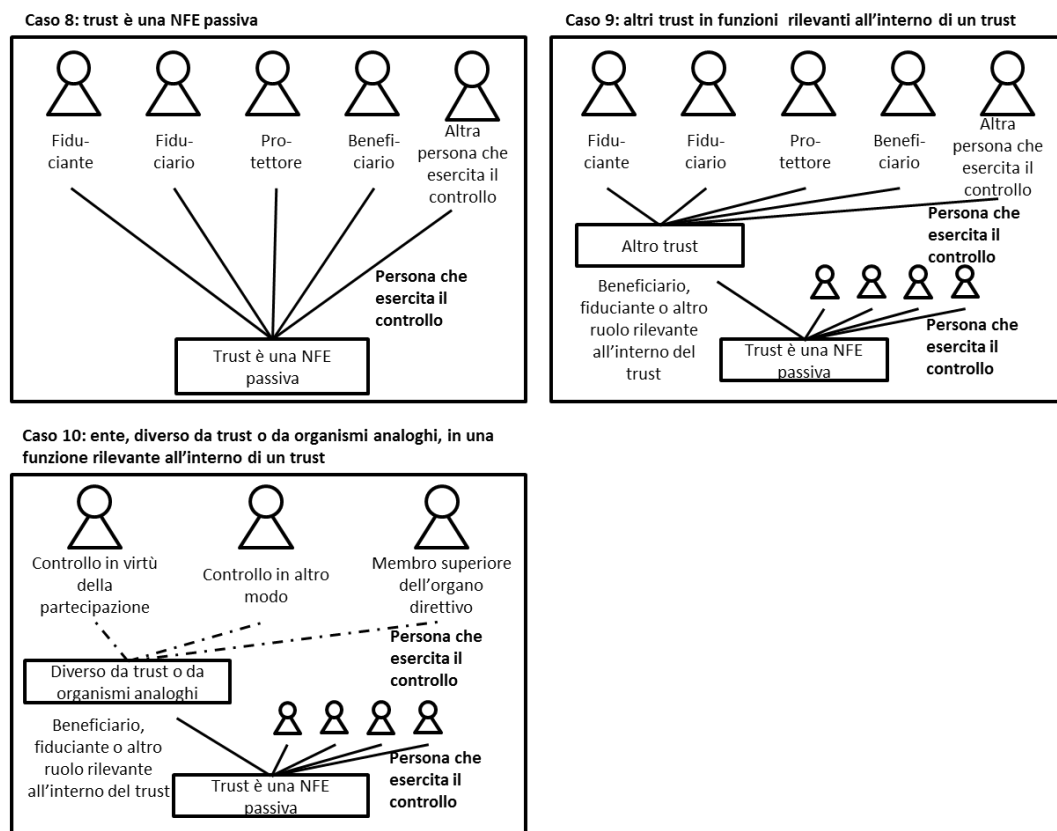 Caso 8: trust è una NFE passiva
Fidu-
ciante
Fidu-
ciario
Pro-
tettore
Benefi-
ciario
Altra
persona che
esercita il
controllo
Persona che
esercita il
controllo
Trust è una NFE
passiva
Caso 9: altri trust in funzioni rilevanti all'interno di un trust
Fidu-
ciante
Fidu-
ciario
Pro-
tettore
Benefi-
ciario
Altra
persona che
esercita il
controllo
Persona che
esercita il
controllo
Altro trust
Beneficiario,
fiduciante o altro
ruolo rilevante
all'interno del
trust
Persona che
esercita il
controllo
Trust è una NFE
passiva
Caso 10: ente, diverso da trust o da organismi analoghi, in una
funzione rilevante all'interno di un trust
Controllo in virtù
della
partecipazione
Controllo in altro
modo
Membro superiore
dell'organo
direttivo
Persona che
esercita il
controllo
Diverso da trust o da
organismi analoghi
Beneficiario,
fiduciante o altro
ruolo rilevante
all'interno del trust
Persona che
esercita il
controllo
Trust è una NFE
passiva